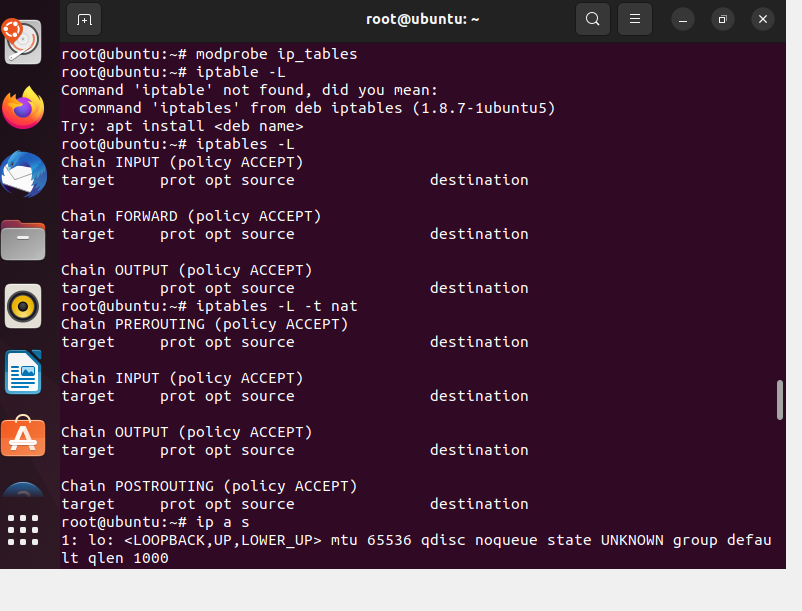 root@ubuntu: ~
root@ubuntu:~# modprobe ip_tables
root@ubuntu:~# iptable -L
Command 'iptable' not found, did you mean:
  command 'iptables' from deb iptables (1.8.7-1ubuntu5)
Try: apt install <deb name>
root@ubuntu:~# iptables -L
Chain INPUT (policy ACCEPT)
target     prot opt source               destination
Chain FORWARD (policy ACCEPT)
target     prot opt source               destination
Chain OUTPUT (policy ACCEPT)
target     prot opt source               destination
root@ubuntu:~# iptables -L -t nat
Chain PREROUTING (policy ACCEPT)
target     prot opt source               destination
Chain INPUT (policy ACCEPT)
target     prot opt source               destination
Chain OUTPUT (policy ACCEPT)
target     prot opt source               destination
Chain POSTROUTING (policy ACCEPT)
target     prot opt source               destination
root@ubuntu:~# ip a s
1: lo: <LOOPBACK,UP,LOWER_UP> mtu 65536 qdisc noqueue state UNKNOWN group defau
lt qlen 1000